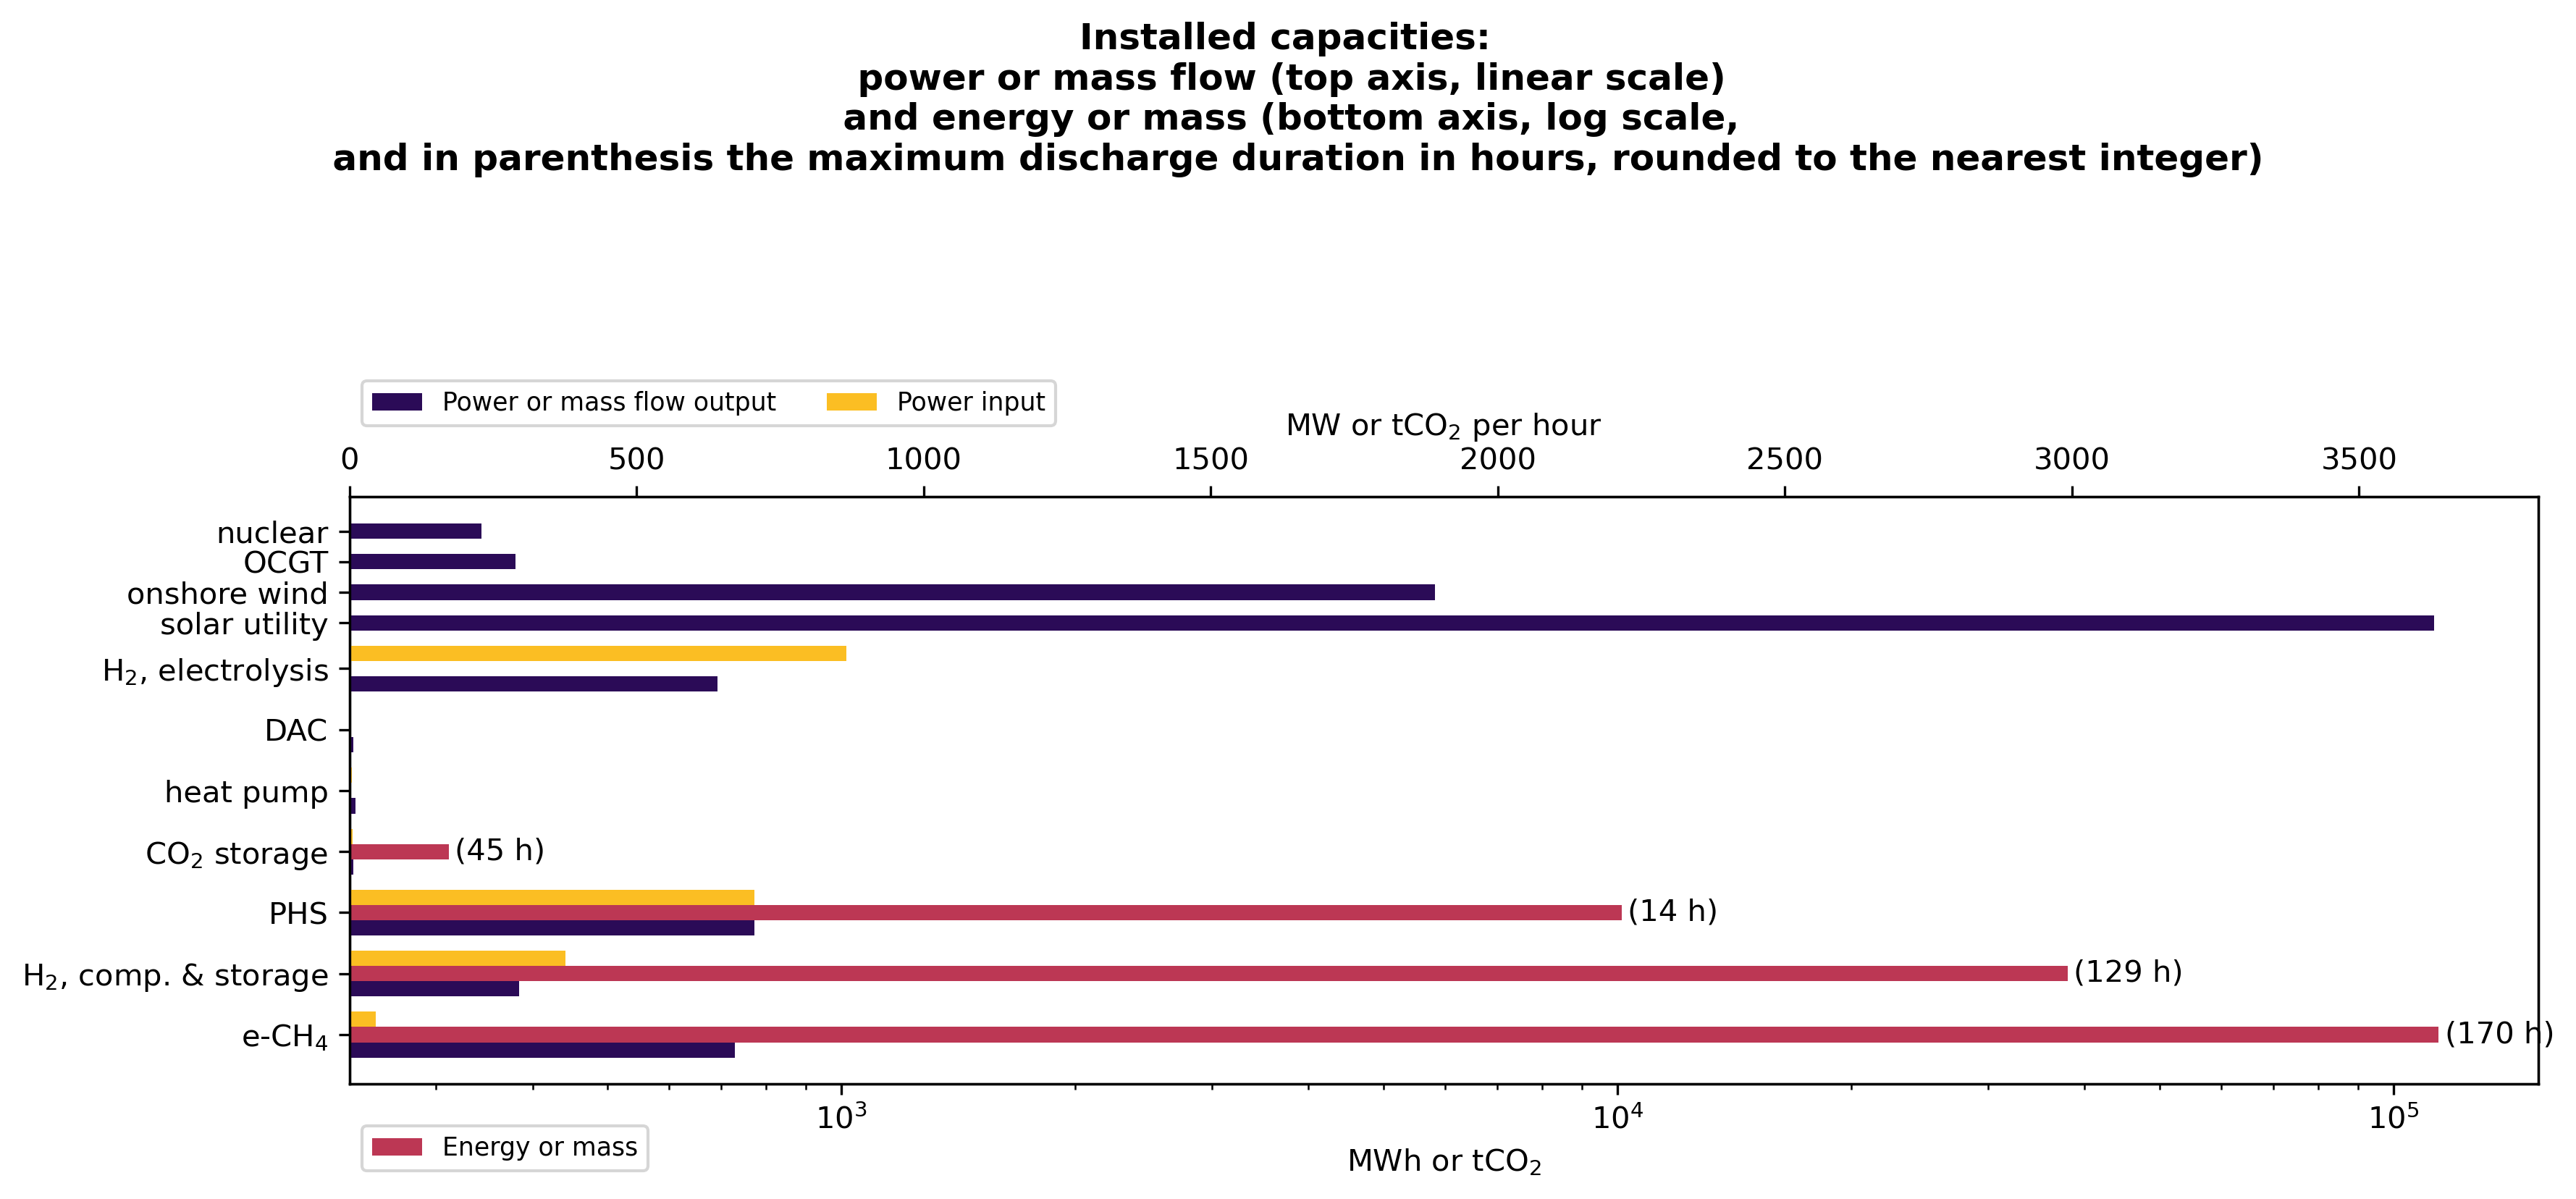 Installed capacities:
power or mass flow (top axis, linear scale)
and energy or mass (bottom axis, log scale,
and in parenthesis the maximum discharge duration in hours, rounded to the nearest integer)
Power or mass flow output Power input
MW or tCO₂ per hour
0 500 1000 1500 2000 2500 3000 3500
nuclear
OCGT
onshore wind
solar utility
H₂, electrolysis
DAC
heat pump
CO₂ storage (45 h)
PHS (14 h)
H₂, comp. & storage (129 h)
e-CH₄ (170 h)
10³ 10⁴ 10⁵
Energy or mass
MWh or tCO₂